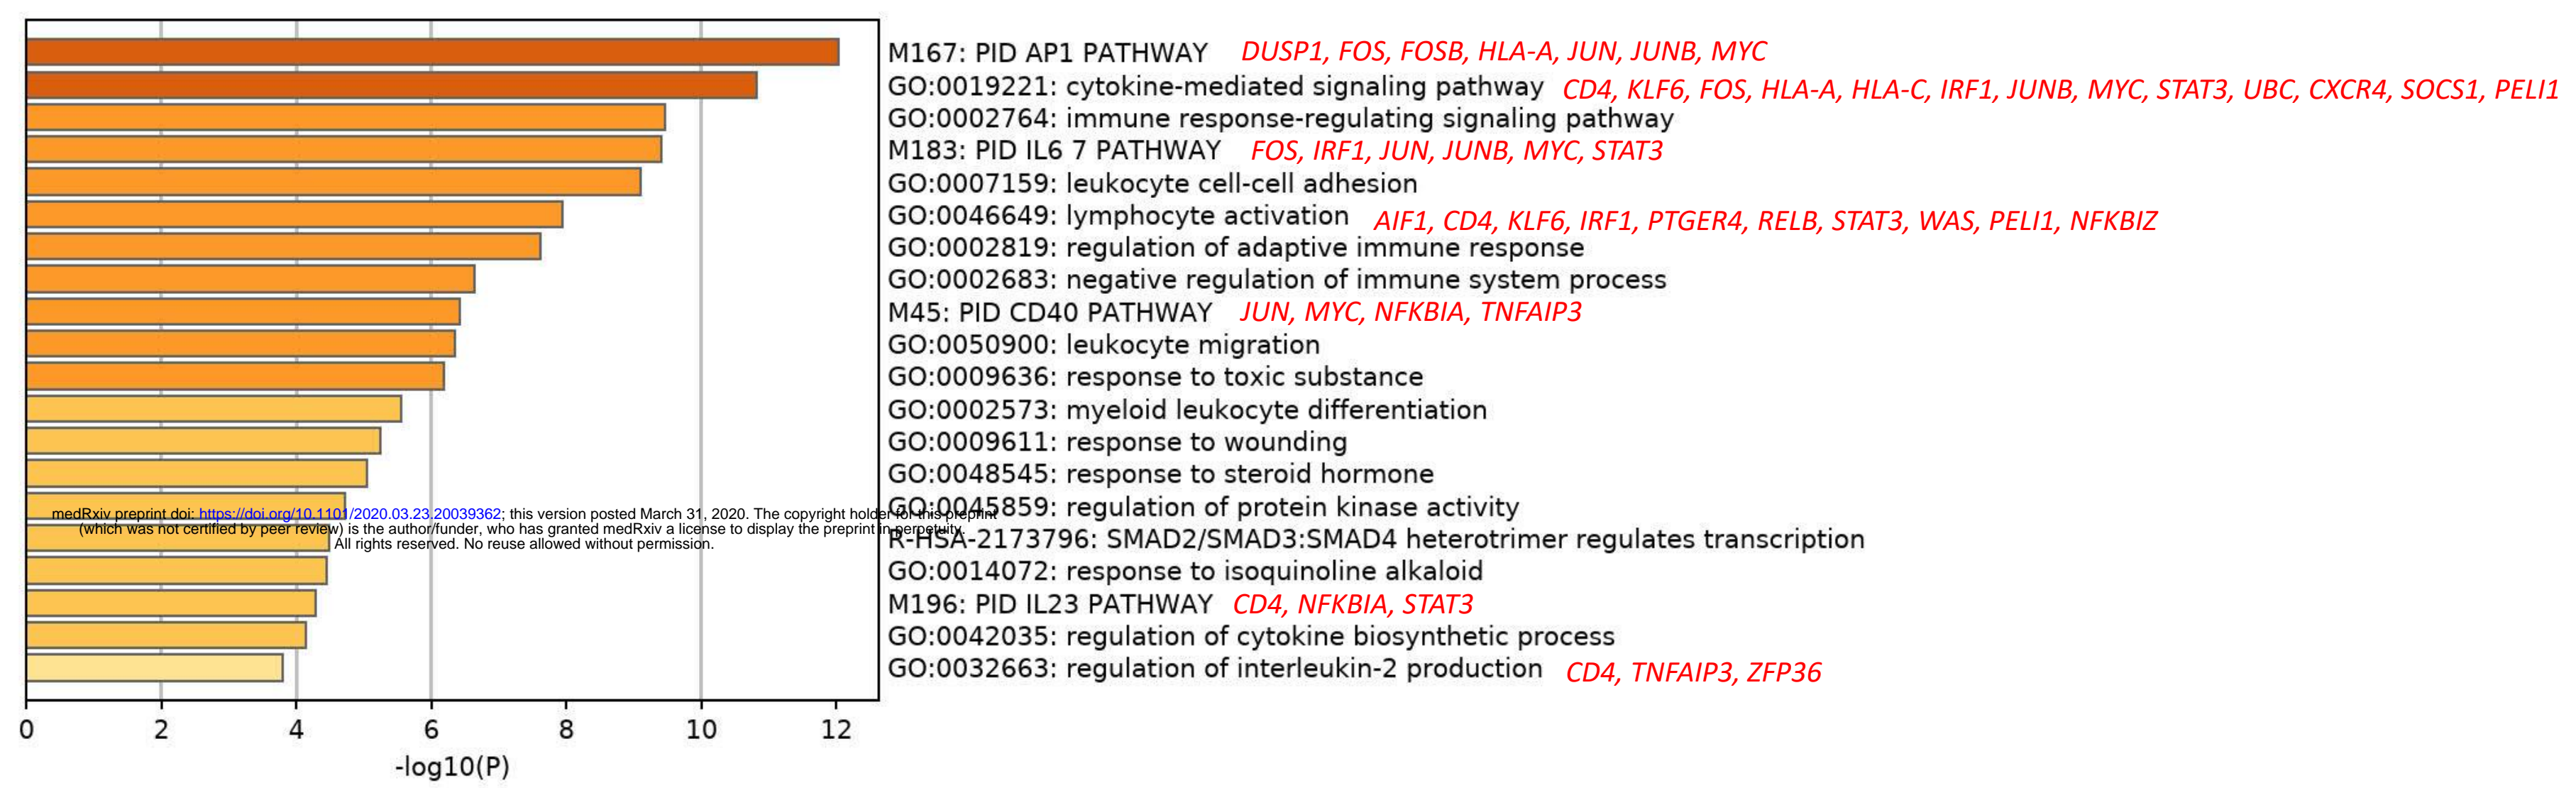 M167: PID AP1 PATHWAY DUSP1, FOS, FOSB, HLA-A, JUN, JUNB, MYC
GO:0019221: cytokine-mediated signaling pathway CD4, KLF6, FOS, HLA-A, HLA-C, IRF1, JUNB, MYC, STAT3, UBC, CXCR4, SOCS1, PELI1
GO:0002764: immune response-regulating signaling pathway
M183: PID IL6 7 PATHWAY FOS, IRF1, JUN, JUNB, MYC, STAT3
GO:0007159: leukocyte cell-cell adhesion
GO:0046649: lymphocyte activation AIF1, CD4, KLF6, IRF1, PTGER4, RELB, STAT3, WAS, PELI1, NFKBIZ
GO:0002819: regulation of adaptive immune response
GO:0002683: negative regulation of immune system process
M45: PID CD40 PATHWAY JUN, MYC, NFKBIA, TNFAIP3
GO:0050900: leukocyte migration
GO:0009636: response to toxic substance
GO:0002573: myeloid leukocyte differentiation
GO:0009611: response to wounding
GO:0048545: response to steroid hormone
GO:0045859: regulation of protein kinase activity
medRxiv preprint doi: https://doi.org/10.1101/2020.03.23.20039362; this version posted March 31, 2020. The copyright holder for this preprint
(which was not certified by peer review) is the author/funder, who has granted medRxiv a license to display the preprint in perpetuity.
All rights reserved. No reuse allowed without permission.
R-HSA-2173796: SMAD2/SMAD3:SMAD4 heterotrimer regulates transcription
GO:0014072: response to isoquinoline alkaloid
M196: PID IL23 PATHWAY CD4, NFKBIA, STAT3
GO:0042035: regulation of cytokine biosynthetic process
GO:0032663: regulation of interleukin-2 production CD4, TNFAIP3, ZFP36
0 2 4 6 8 10 12
-log10(P)